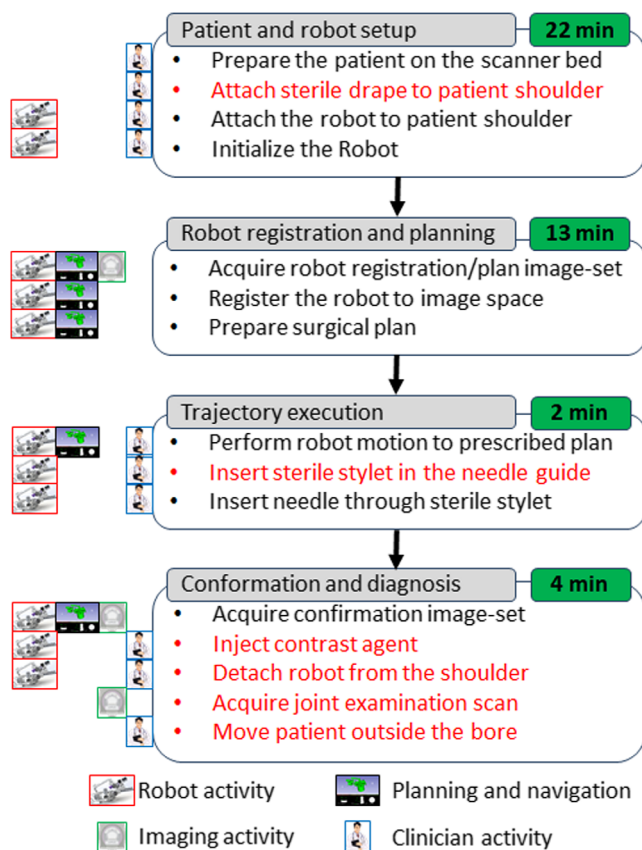 Patient and robot setup 22 min
• Prepare the patient on the scanner bed
• Attach sterile drape to patient shoulder
• Attach the robot to patient shoulder
• Initialize the Robot
Robot registration and planning 13 min
• Acquire robot registration/plan image-set
• Register the robot to image space
• Prepare surgical plan
Trajectory execution 2 min
• Perform robot motion to prescribed plan
• Insert sterile stylet in the needle guide
• Insert needle through sterile stylet
Conformation and diagnosis 4 min
• Acquire confirmation image-set
• Inject contrast agent
• Detach robot from the shoulder
• Acquire joint examination scan
• Move patient outside the bore
Robot activity Planning and navigation
Imaging activity Clinician activity